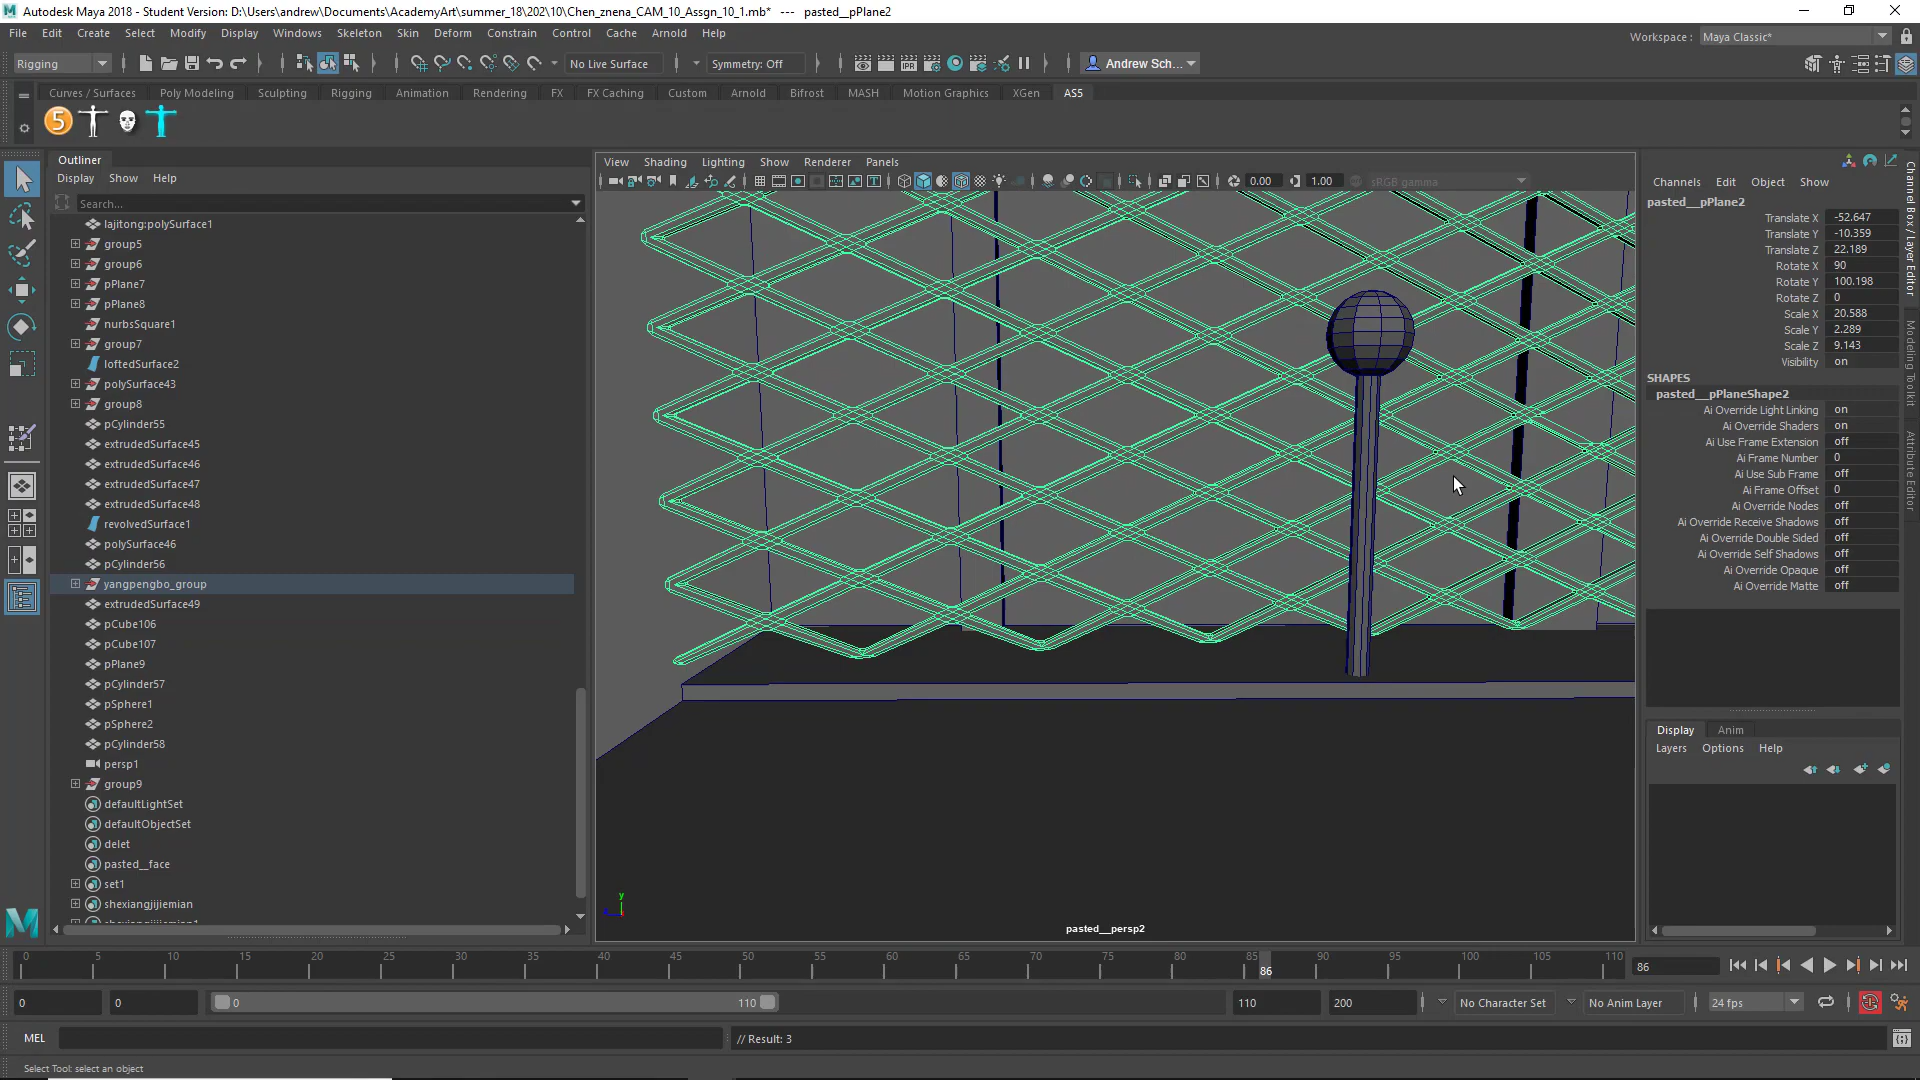 Autodesk Maya 2018 - Student Version: D:\Users\andrew\Documents\AcademyArt\summer_18\202\10\Chen_znena_CAM_10_Assgn_10_1.mb* --- pasted__pPlane2
File Edit Create Select Modify Display Windows Skeleton Skin Deform Constrain Control Cache Arnold Help
Workspace : Maya Classic*
Rigging No Live Surface Symmetry: Off Andrew Sch...
Curves / Surfaces Poly Modeling Sculpting Rigging Animation Rendering FX FX Caching Custom Arnold Bifrost MASH Motion Graphics XGen AS5
5
Outliner
Display Show Help
Search...
lajitong:polySurface1
group5
group6
pPlane7
pPlane8
nurbsSquare1
group7
loftedSurface2
polySurface43
group8
pCylinder55
extrudedSurface45
extrudedSurface46
extrudedSurface47
extrudedSurface48
revolvedSurface1
polySurface46
pCylinder56
yangpengbo_group
extrudedSurface49
pCube106
pCube107
pPlane9
pCylinder57
pSphere1
pSphere2
pCylinder58
persp1
group9
defaultLightSet
defaultObjectSet
delet
pasted__face
set1
shexiangjijiemian
shexiangjijiemian1
View Shading Lighting Show Renderer Panels
0.00 1.00 sRGB gamma
y
pasted__persp2
Channels Edit Object Show
pasted__pPlane2
Translate X -52.647
Translate Y -10.359
Translate Z 22.189
Rotate X 90
Rotate Y 100.198
Rotate Z 0
Scale X 20.588
Scale Y 2.289
Scale Z 9.143
Visibility on
SHAPES
pasted__pPlaneShape2
Ai Override Light Linking on
Ai Override Shaders on
Ai Use Frame Extension off
Ai Frame Number 0
Ai Use Sub Frame off
Ai Frame Offset 0
Ai Override Nodes off
Ai Override Receive Shadows off
Ai Override Double Sided off
Ai Override Self Shadows off
Ai Override Opaque off
Ai Override Matte off
Display Anim
Layers Options Help
Channel Box / Layer Editor
Modeling Toolkit
Attribute Editor
0 5 10 15 20 25 30 35 40 45 50 55 60 65 70 75 80 85 90 95 100 105 110
86 86
0 0 0 110 110 200 No Character Set No Anim Layer 24 fps
MEL // Result: 3
Select Tool: select an object